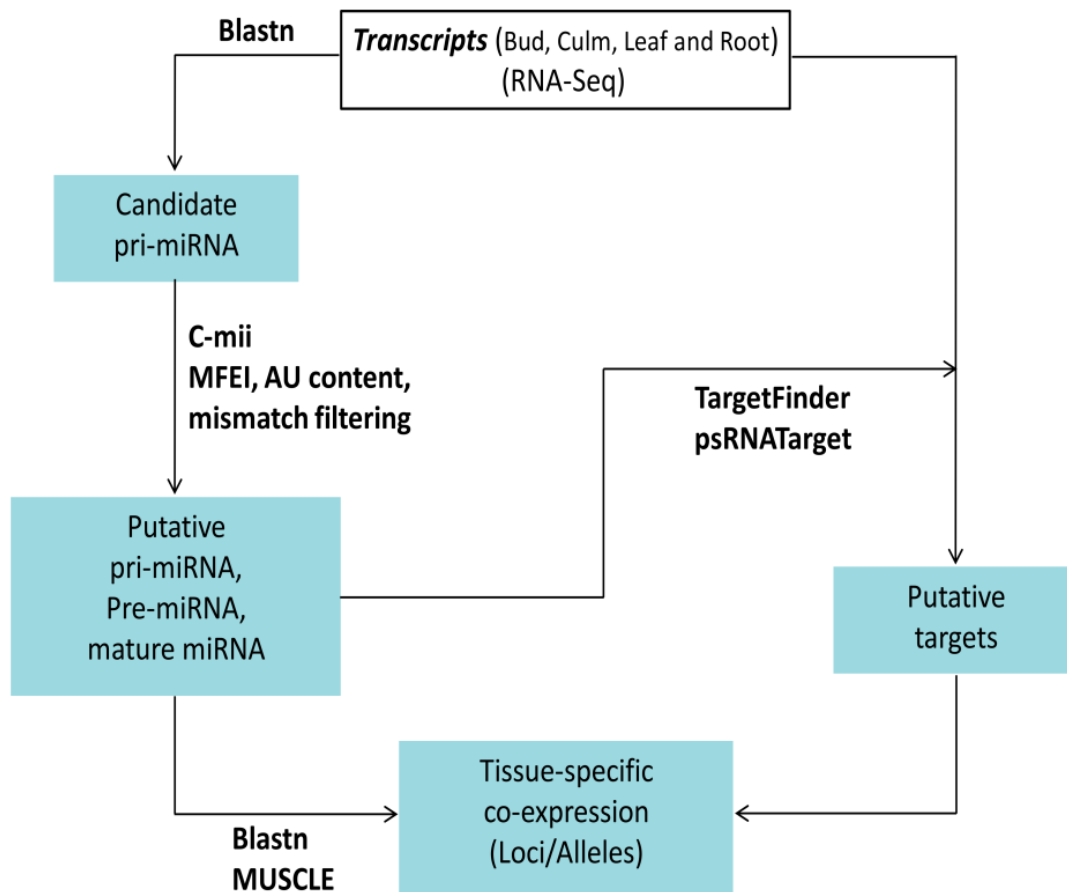 Blastn
Transcripts (Bud, Culm, Leaf and Root)
(RNA-Seq)
Candidate
pri-miRNA
C-mii
MFEI, AU content,
mismatch filtering
TargetFinder
psRNATarget
Putative
pri-miRNA,
Pre-miRNA,
mature miRNA
Putative
targets
Tissue-specific
co-expression
(Loci/Alleles)
Blastn
MUSCLE